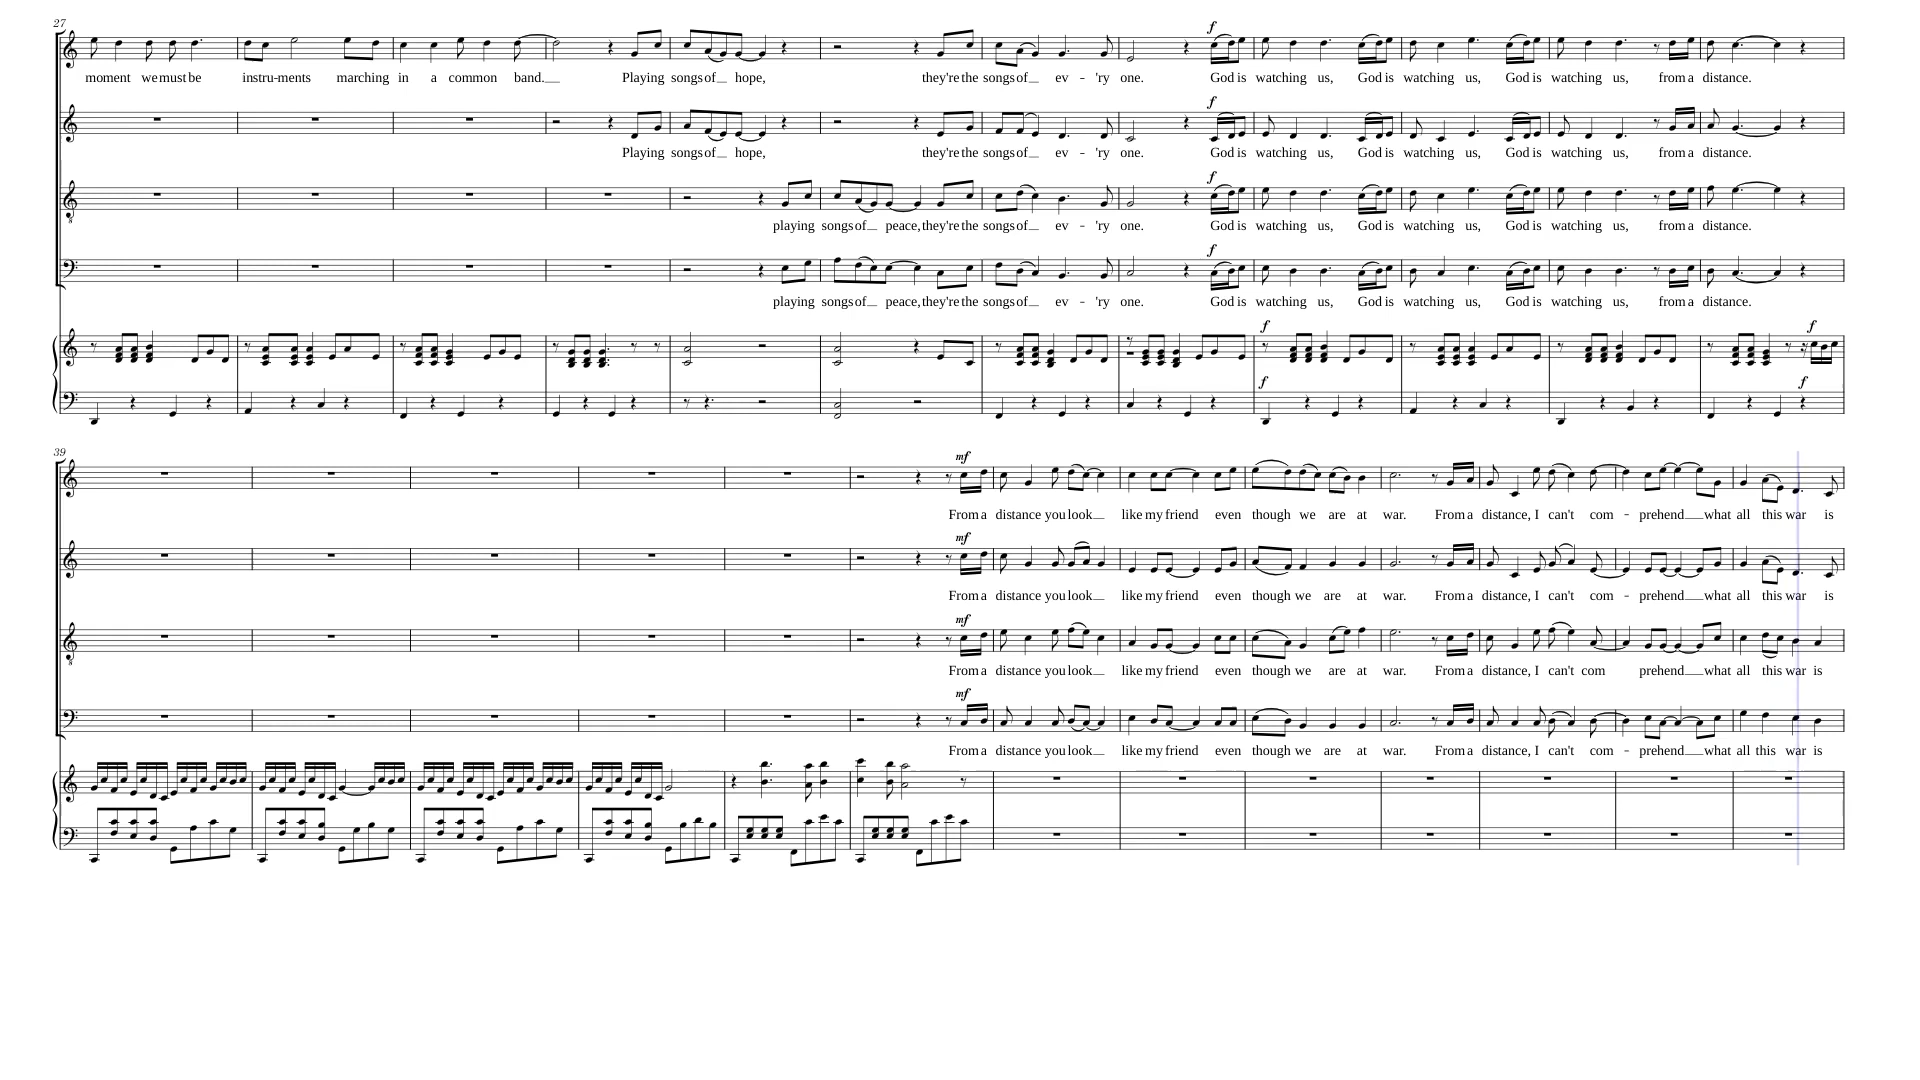 27
f
moment we must be instru-ments marching in a common band. Playing songs of hope, they're the songs of ev - 'ry one. God is watching us, God is watching us, God is watching us, from a distance.
f
Playing songs of hope, they're the songs of ev - 'ry one. God is watching us, God is watching us, God is watching us, from a distance.
f
playing songs of peace, they're the songs of ev - 'ry one. God is watching us, God is watching us, God is watching us, from a distance.
f
playing songs of peace, they're the songs of ev - 'ry one. God is watching us, God is watching us, God is watching us, from a distance.
f f
f f
39
mf
From a distance you look like my friend even though we are at war. From a distance, I can't com - prehend what all this war is
mf
From a distance you look like my friend even though we are at war. From a distance, I can't com - prehend what all this war is
mf
From a distance you look like my friend even though we are at war. From a distance, I can't com prehend what all this war is
mf
From a distance you look like my friend even though we are at war. From a distance, I can't com - prehend what all this war is